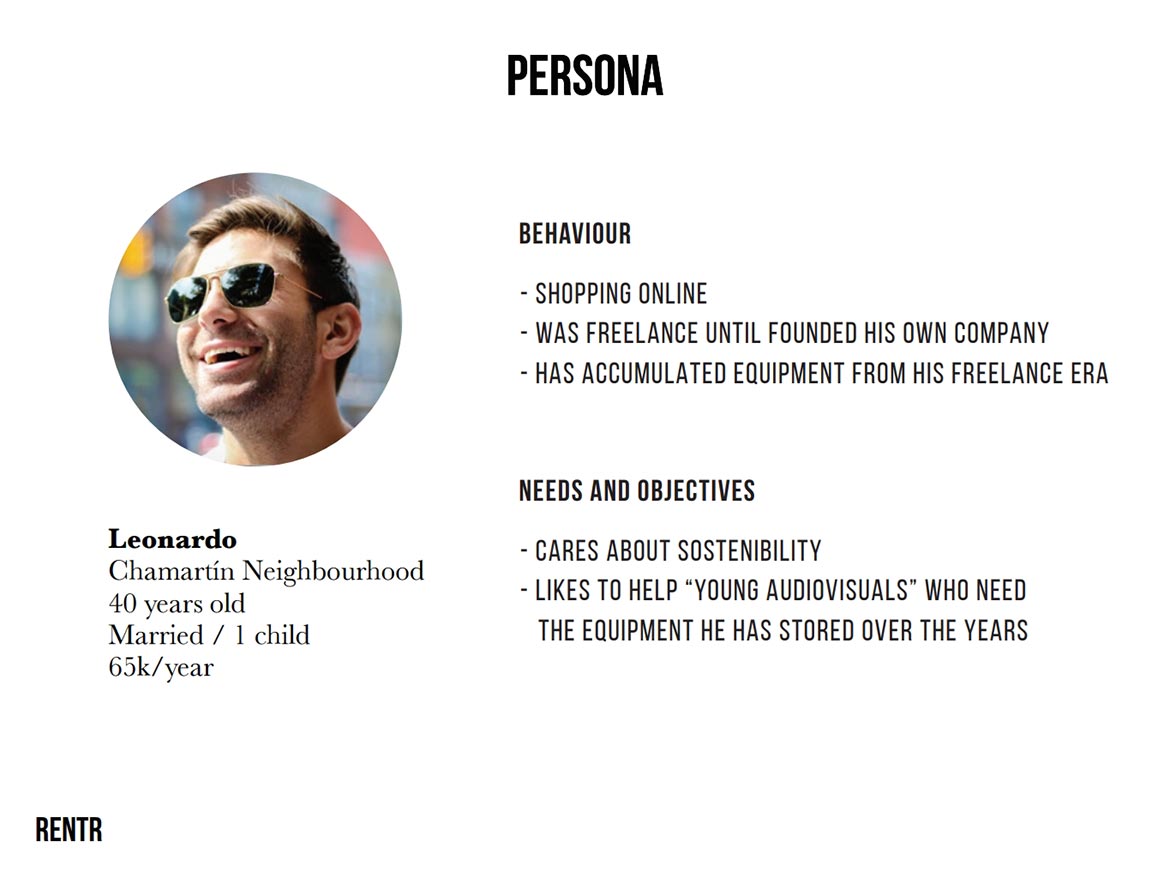 PERSONA
BEHAVIOUR
- SHOPPING ONLINE
- WAS FREELANCE UNTIL FOUNDED HIS OWN COMPANY
- HAS ACCUMULATED EQUIPMENT FROM HIS FREELANCE ERA
NEEDS AND OBJECTIVES
- CARES ABOUT SOSTENIBILITY
- LIKES TO HELP “YOUNG AUDIOVISUALS” WHO NEED
THE EQUIPMENT HE HAS STORED OVER THE YEARS
Leonardo
Chamartín Neighbourhood
40 years old
Married / 1 child
65k/year
RENTR